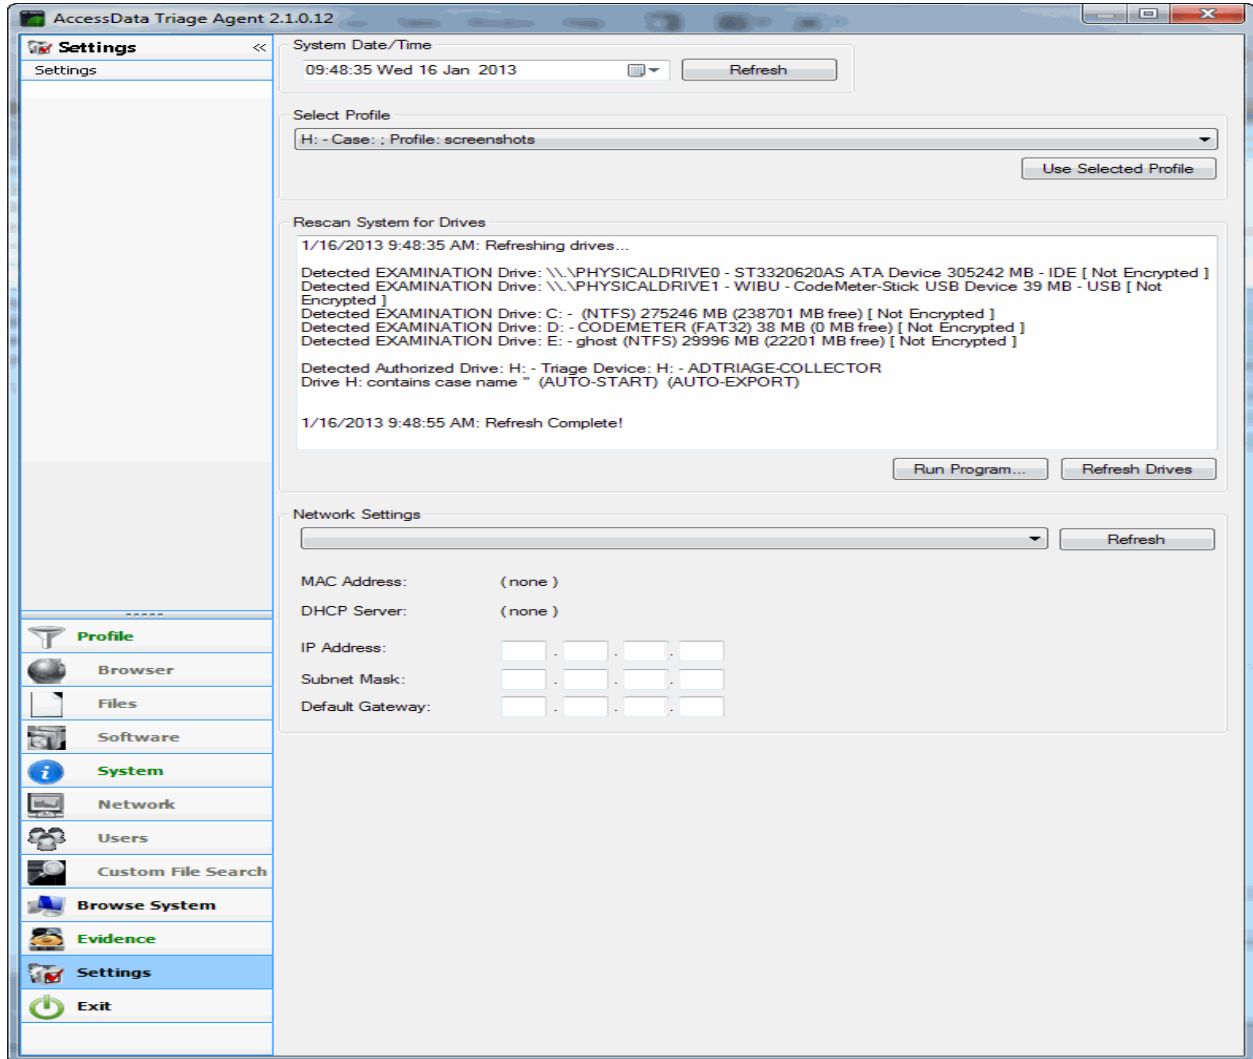 AccessData Triage Agent 2.1.0.12
Settings
Settings
System Date/Time
09:48:35 Wed 16 Jan 2013
Refresh
Select Profile
H: - Case: ; Profile: screenshots
Use Selected Profile
Rescan System for Drives
1/16/2013 9:48:35 AM: Refreshing drives...
Detected EXAMINATION Drive: \\.\PHYSICALDRIVE0 - ST3320620AS ATA Device 305242 MB - IDE [ Not Encrypted ]
Detected EXAMINATION Drive: \\.\PHYSICALDRIVE1 - WIBU - CodeMeter-Stick USB Device 39 MB - USB [ Not
Encrypted ]
Detected EXAMINATION Drive: C: - (NTFS) 275246 MB (238701 MB free) [ Not Encrypted ]
Detected EXAMINATION Drive: D: - CODEMETER (FAT32) 38 MB (0 MB free) [ Not Encrypted ]
Detected EXAMINATION Drive: E: - ghost (NTFS) 29996 MB (22201 MB free) [ Not Encrypted ]
Detected Authorized Drive: H: - Triage Device: H: - ADTRIAGE-COLLECTOR
Drive H: contains case name '' (AUTO-START) (AUTO-EXPORT)
1/16/2013 9:48:55 AM: Refresh Complete!
Run Program...
Refresh Drives
Network Settings
Refresh
MAC Address: ( none )
DHCP Server: ( none )
IP Address: . . .
Subnet Mask: . . .
Default Gateway: . . .
Profile
Browser
Files
Software
System
Network
Users
Custom File Search
Browse System
Evidence
Settings
Exit